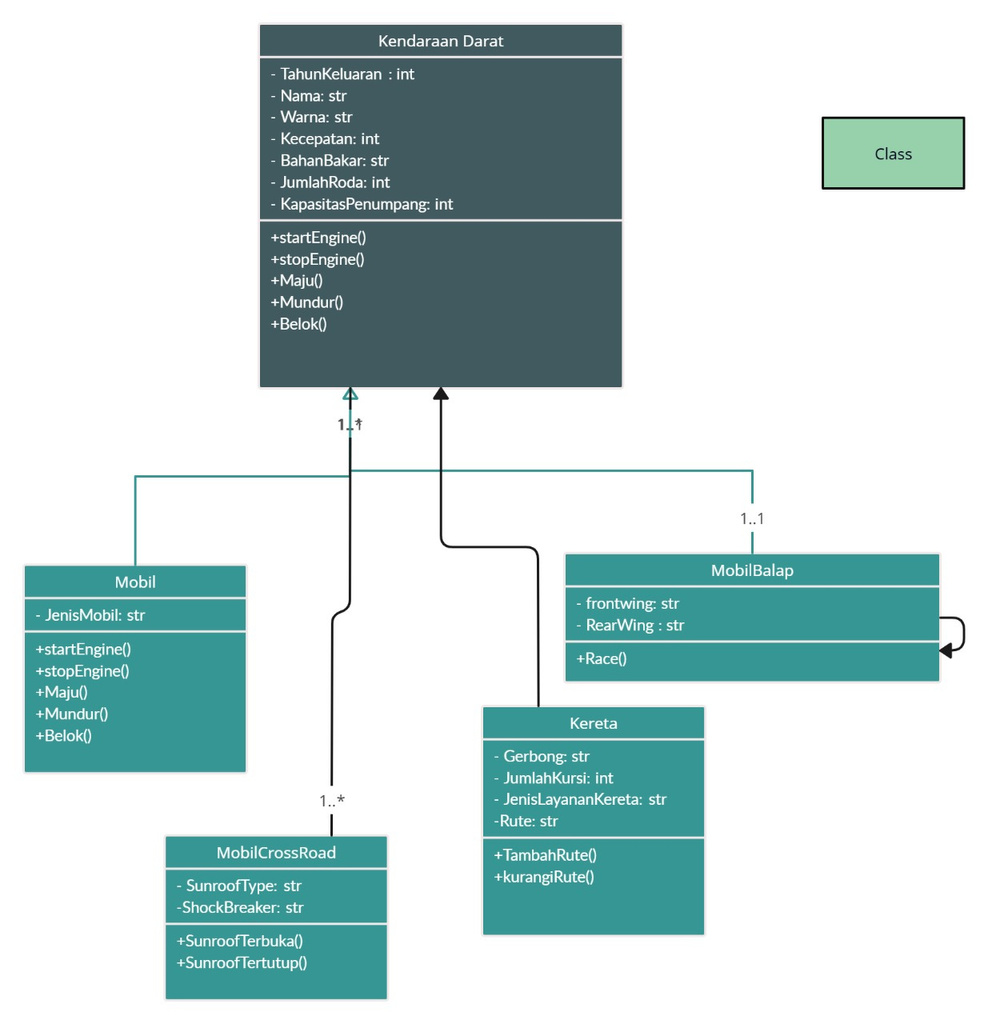 Kendaraan Darat
- TahunKeluaran : int
- Nama: str
- Warna: str
- Kecepatan: int
- BahanBakar: str
- JumlahRoda: int
- KapasitasPenumpang: int
+startEngine()
+stopEngine()
+Maju()
+Mundur()
+Belok()
Class
1..*
1..1
Mobil
- JenisMobil: str
+startEngine()
+stopEngine()
+Maju()
+Mundur()
+Belok()
MobilBalap
- frontwing: str
- RearWing : str
+Race()
Kereta
- Gerbong: str
- JumlahKursi: int
- JenisLayananKereta: str
-Rute: str
+TambahRute()
+kurangiRute()
1..*
MobilCrossRoad
- SunroofType: str
-ShockBreaker: str
+SunroofTerbuka()
+SunroofTertutup()